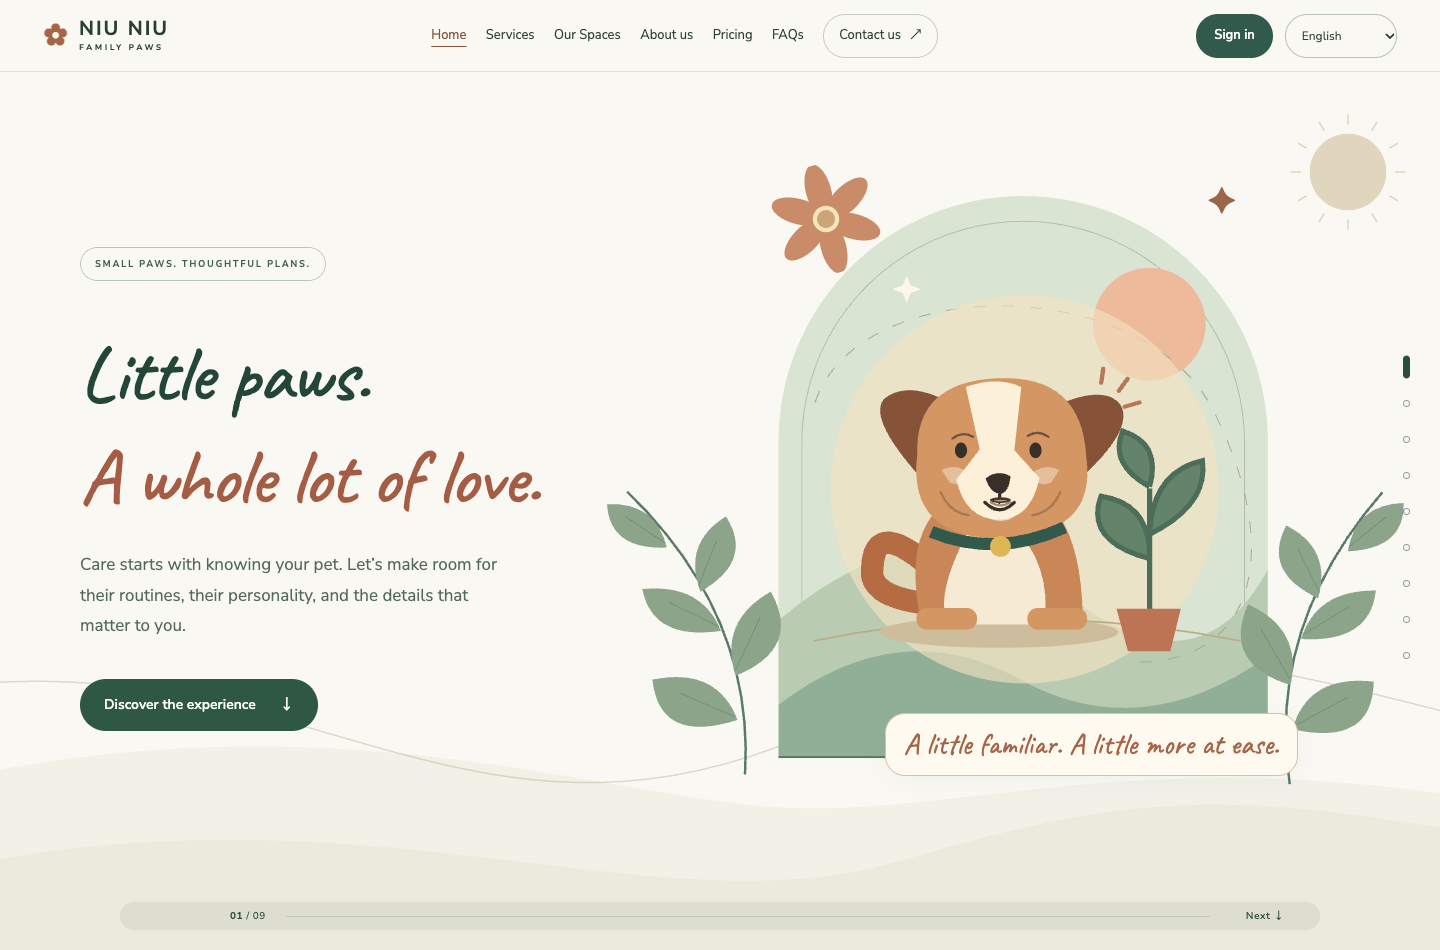 NIU NIU
FAMILY PAWS
Home Services Our Spaces About us Pricing FAQs Contact us ↗
Sign in
English
SMALL PAWS. THOUGHTFUL PLANS.
Little paws.
A whole lot of love.
Care starts with knowing your pet. Let’s make room for
their routines, their personality, and the details that
matter to you.
Discover the experience ↓
A little familiar. A little more at ease.
01 / 09
Next ↓